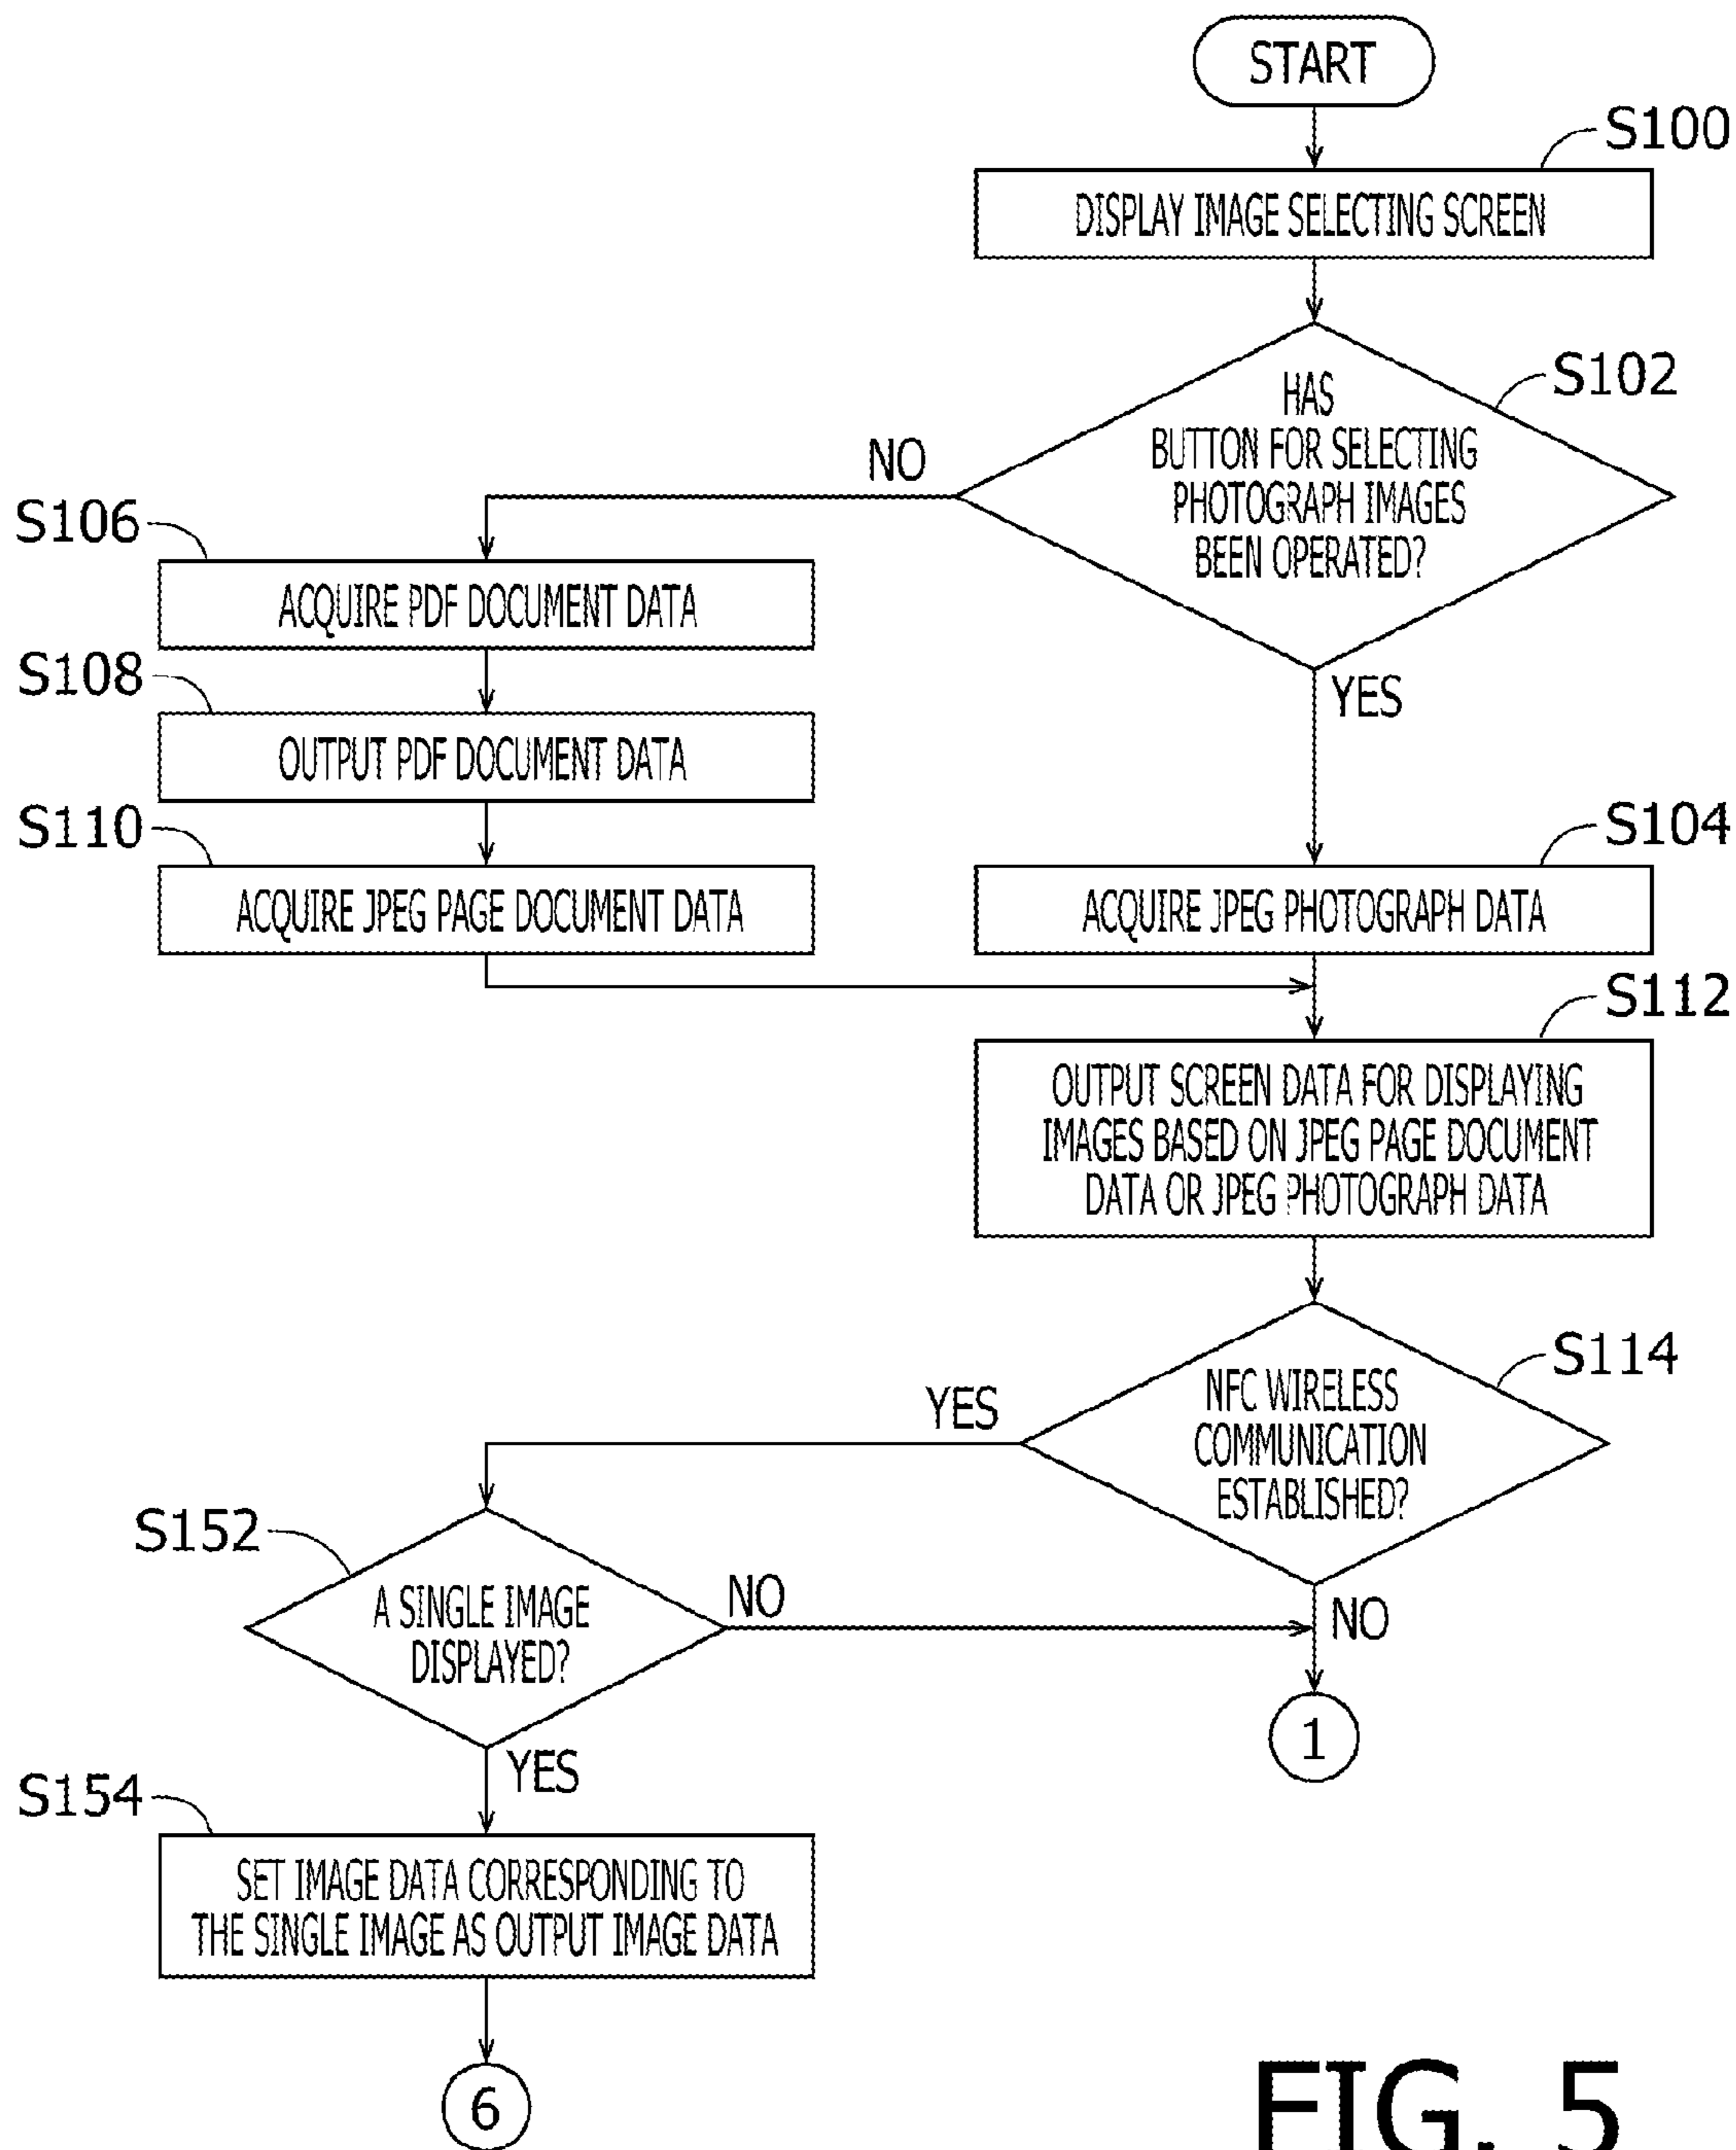 START
S100
DISPLAY IMAGE SELECTING SCREEN
S102
HAS
BUTTON FOR SELECTING
PHOTOGRAPH IMAGES
BEEN OPERATED?
NO
YES
S106
ACQUIRE PDF DOCUMENT DATA
S108
OUTPUT PDF DOCUMENT DATA
S110
ACQUIRE JPEG PAGE DOCUMENT DATA
S104
ACQUIRE JPEG PHOTOGRAPH DATA
S112
OUTPUT SCREEN DATA FOR DISPLAYING
IMAGES BASED ON JPEG PAGE DOCUMENT
DATA OR JPEG PHOTOGRAPH DATA
S114
NFC WIRELESS
COMMUNICATION
ESTABLISHED?
YES
NO
S152
A SINGLE IMAGE
DISPLAYED?
NO
YES
1
S154
SET IMAGE DATA CORRESPONDING TO
THE SINGLE IMAGE AS OUTPUT IMAGE DATA
6
FIG. 5